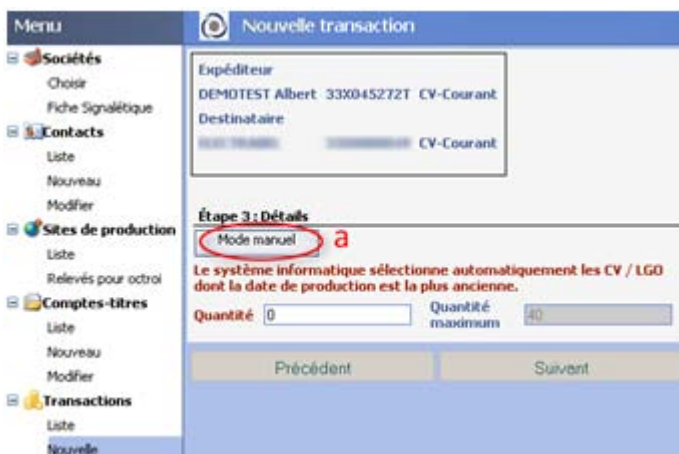 Menu
Nouvelle transaction
Sociétés
Choisir
Fiche Signalétique
Contacts
Liste
Nouveau
Modifier
Sites de production
Liste
Relevés pour octroi
Comptes-titres
Liste
Nouveau
Modifier
Transactions
Liste
Nouvelle
Expéditeur
DEMOTEST Albert 33X045272T CV-Courant
Destinataire
CV-Courant
Étape 3 : Détails
Mode manuel a
Le système informatique sélectionne automatiquement les CV / LGO
dont la date de production est la plus ancienne.
Quantité 0 Quantité maximum 40
Précédent Suivant